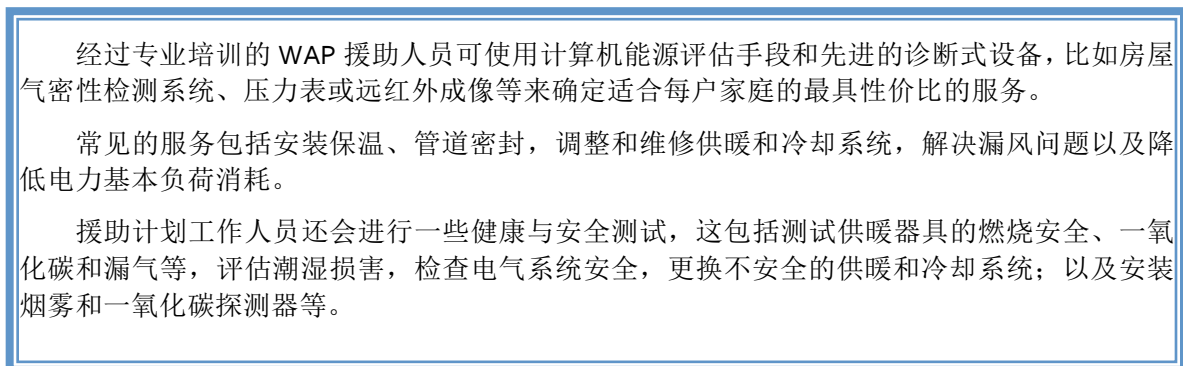 经过专业培训的 WAP 援助人员可使用计算机能源评估手段和先进的诊断式设备，比如房屋
气密性检测系统、压力表或远红外成像等来确定适合每户家庭的最具性价比的服务。
常见的服务包括安装保温、管道密封，调整和维修供暖和冷却系统，解决漏风问题以及降
低电力基本负荷消耗。
援助计划工作人员还会进行一些健康与安全测试，这包括测试供暖器具的燃烧安全、一氧
化碳和漏气等，评估潮湿损害，检查电气系统安全，更换不安全的供暖和冷却系统；以及安装
烟雾和一氧化碳探测器等。